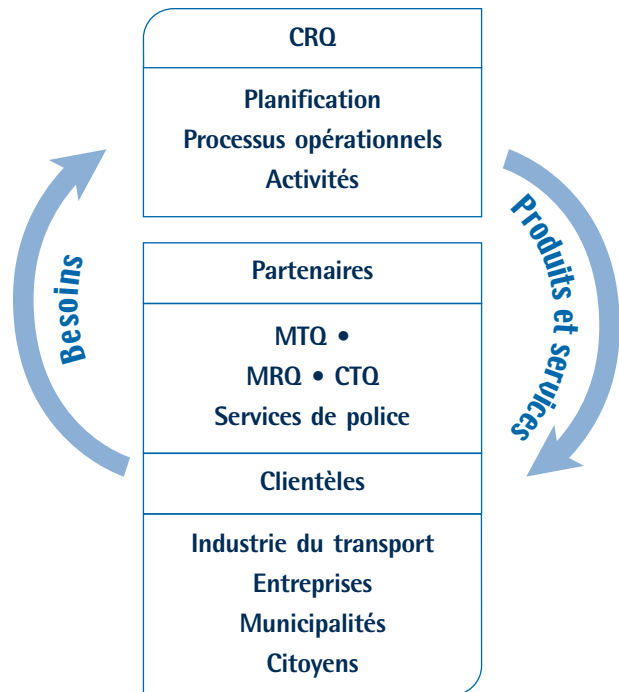 CRQ
Planification
Processus opérationnels
Activités
Besoins
Produits et services
Partenaires
MTQ •
MRQ • CTQ
Services de police
Clientèles
Industrie du transport
Entreprises
Municipalités
Citoyens